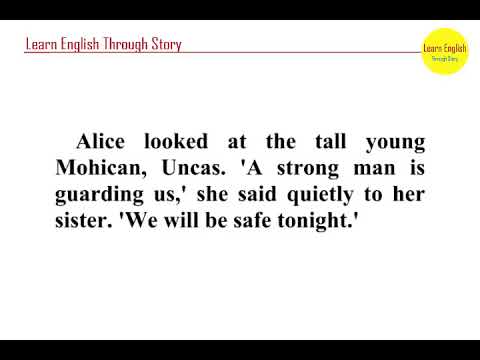 Learn English Through Story
Learn English
Through Story
Alice looked at the tall young
Mohican, Uncas. 'A strong man is
guarding us,' she said quietly to her
sister. 'We will be safe tonight.'